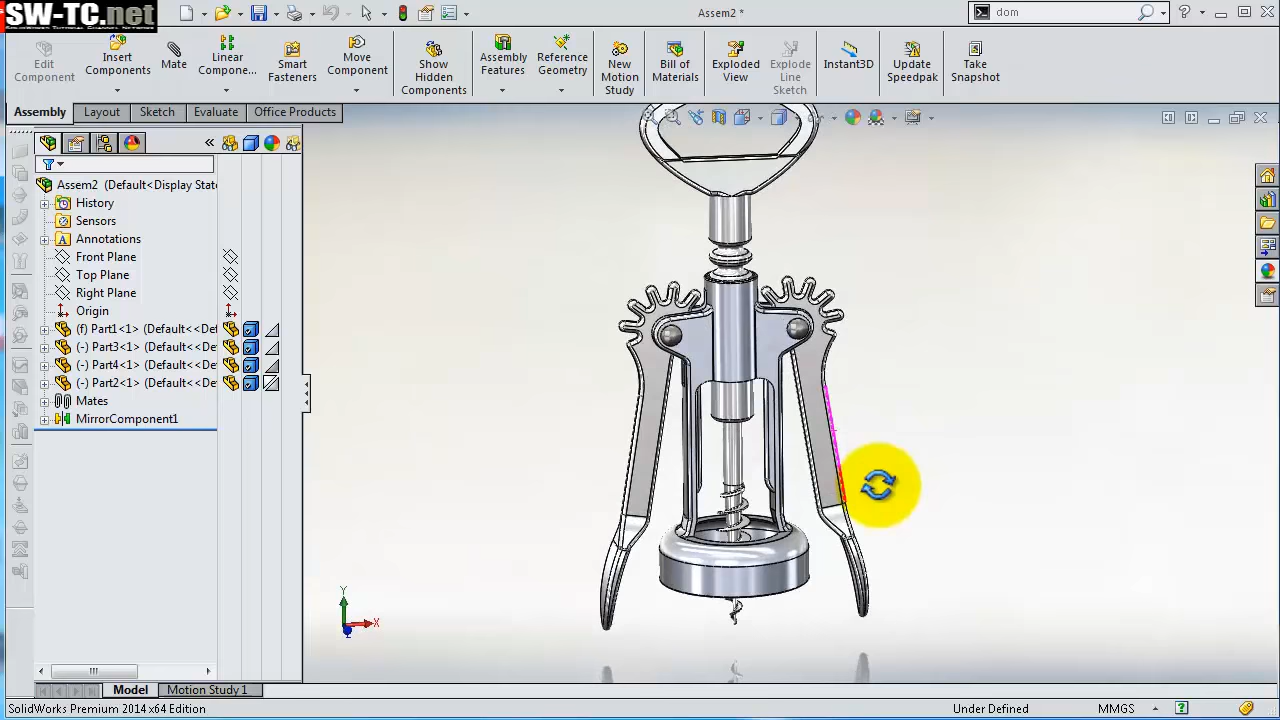 SW-TC.net
Assem2 *
dom
Edit Component
Insert Components
Mate
Linear Compone...
Smart Fasteners
Move Component
Show Hidden Components
Assembly Features
Reference Geometry
New Motion Study
Bill of Materials
Exploded View
Explode Line Sketch
Instant3D
Update Speedpak
Take Snapshot
Assembly
Layout
Sketch
Evaluate
Office Products
Assem2 (Default<Display State
History
Sensors
Annotations
Front Plane
Top Plane
Right Plane
Origin
(f) Part1<1> (Default<<De
(-) Part3<1> (Default<<De
(-) Part4<1> (Default<<De
(-) Part2<1> (Default<<De
Mates
MirrorComponent1
Y
X
Model
Motion Study 1
SolidWorks Premium 2014 x64 Edition
Under Defined
MMGS